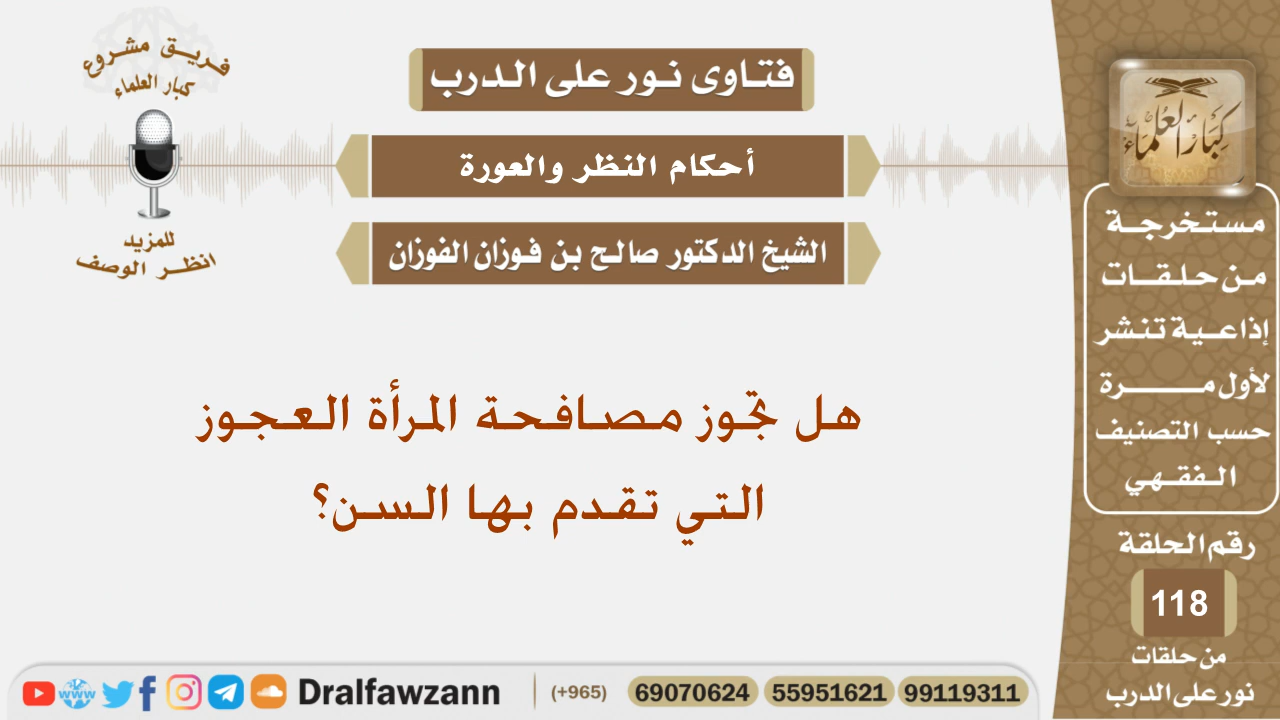 فريق مشروع
كبار العلماء
للمزيد
انظر الوصف
فتاوى نور على الدرب
أحكام النظر والعورة
الشيخ الدكتور صالح بن فوزان الفوزان
هل تجوز مصافحة المرأة العجوز
التي تقدم بها السن؟
كبار العلماء
مستخرجة
من حلقات
إذاعية تنشر
لأول مرة
حسب التصنيف
الفقهي
رقم الحلقة
118
من حلقات
نور على الدرب
www Dralfawzann (+965) 69070624 55951621 99119311